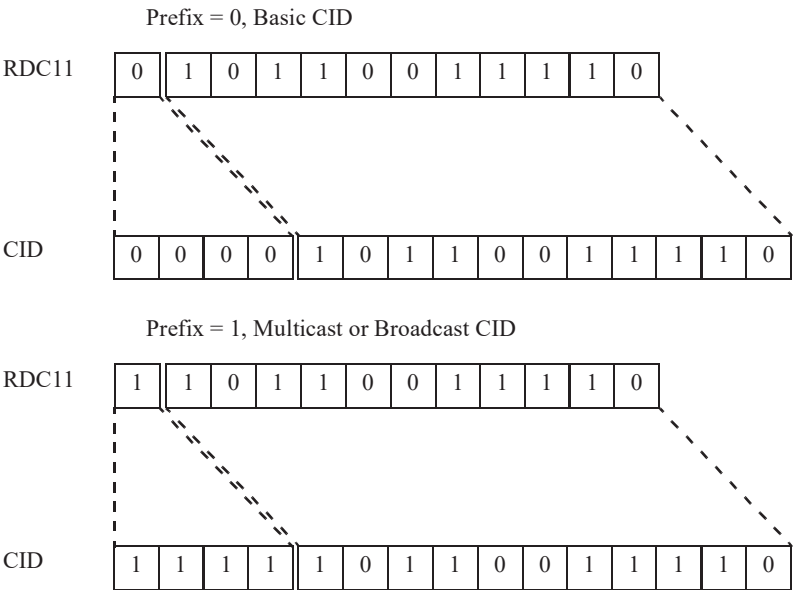 Prefix = 0, Basic CID
RDC11 0 1 0 1 1 0 0 1 1 1 1 0
CID 0 0 0 0 1 0 1 1 0 0 1 1 1 1 0
Prefix = 1, Multicast or Broadcast CID
RDC11 1 1 0 1 1 0 0 1 1 1 1 0
CID 1 1 1 1 1 0 1 1 0 0 1 1 1 1 0